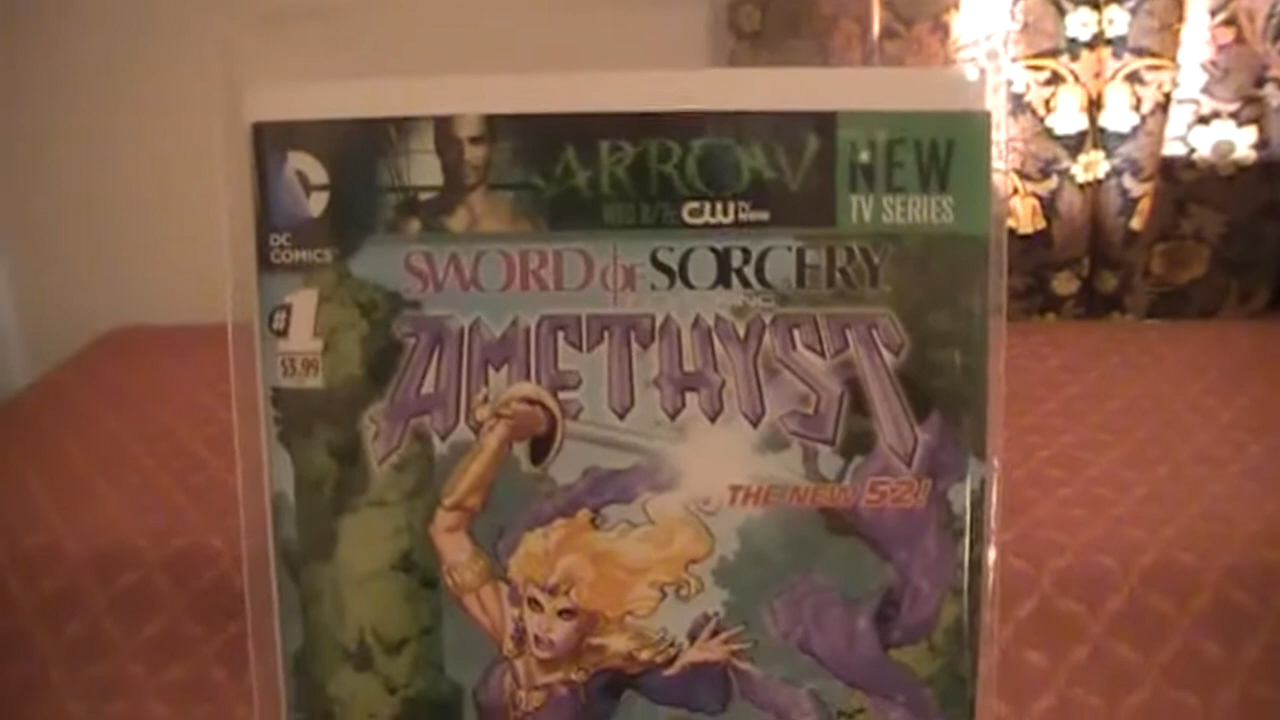 ARROW
NEW
TV SERIES
CW
DC
COMICS
SWORD OF SORCERY
#1
$3.99
AMETHYST
THE NEW 52!